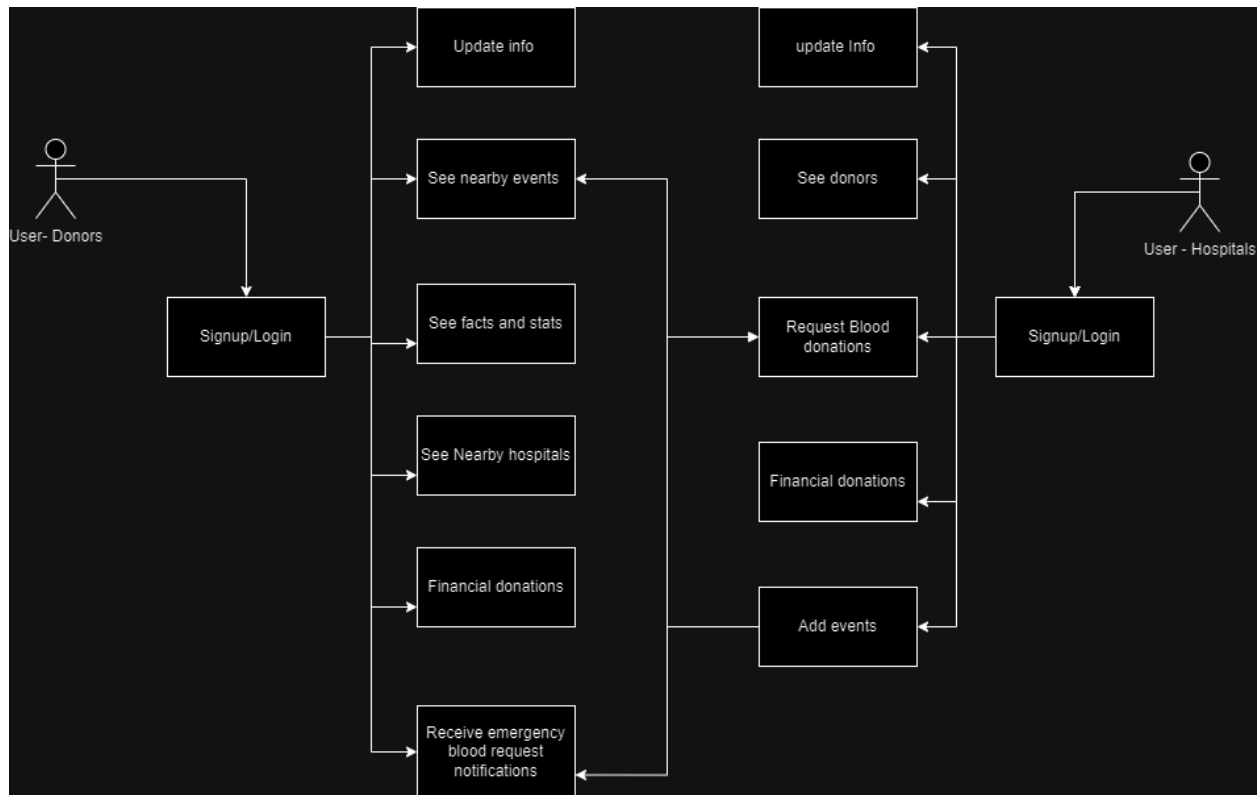 Update info
update Info
See nearby events
See donors
User- Donors
User - Hospitals
Signup/Login
See facts and stats
Request Blood
donations
Signup/Login
See Nearby hospitals
Financial donations
Financial donations
Add events
Receive emergency
blood request
notifications